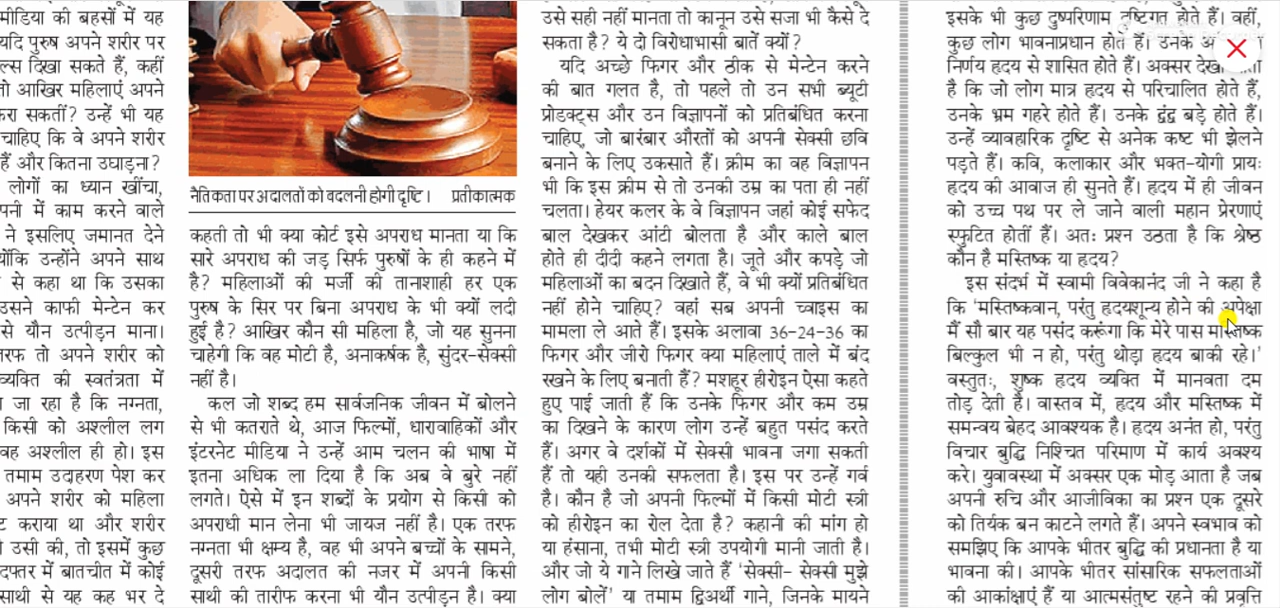 मीडिया की बहसों में यह
यदि पुरुष अपने शरीर पर
ल्स दिखा सकते हैं, कहीं
तो आखिर महिलाएं अपने
करा सकतीं? उन्हें भी यह
चाहिए कि वे अपने शरीर
हैं और कितना उघाड़ना?
लोगों का ध्यान खींचा,
पनी में काम करने वाले
ने इसलिए जमानत देने
योंकि उन्होंने अपने साथ
से कहा था कि उसका
उसने काफी मेन्टेन कर
से यौन उत्पीड़न माना।
तरफ तो अपने शरीर को
व्यक्ति की स्वतंत्रता में
जा रहा है कि नग्नता,
किसी को अश्लील लग
वह अश्लील ही हो। इस
तमाम उदाहरण पेश कर
अपने शरीर को महिला
ट कराया था और शरीर
उसी की, तो इसमें कुछ
दफ्तर में बातचीत में कोई
साथी से यह कह भर दे
नैतिकता पर अदालतों को बदलनी होगी दृष्टि। प्रतीकात्मक
कहती तो भी क्या कोर्ट इसे अपराध मानता या कि
सारे अपराध की जड़ सिर्फ पुरुषों के ही कहने में
है? महिलाओं की मर्जी की तानाशाही हर एक
पुरुष के सिर पर बिना अपराध के भी क्यों लदी
हुई है? आखिर कौन सी महिला है, जो यह सुनना
चाहेगी कि वह मोटी है, अनाकर्षक है, सुंदर-सेक्सी
नहीं है।
कल जो शब्द हम सार्वजनिक जीवन में बोलने
से भी कतराते थे, आज फिल्मों, धारावाहिकों और
इंटरनेट मीडिया ने उन्हें आम चलन की भाषा में
इतना अधिक ला दिया है कि अब वे बुरे नहीं
लगते। ऐसे में इन शब्दों के प्रयोग से किसी को
अपराधी मान लेना भी जायज नहीं है। एक तरफ
नग्नता भी क्षम्य है, वह भी अपने बच्चों के सामने,
दूसरी तरफ अदालत की नजर में अपनी किसी
साथी की तारीफ करना भी यौन उत्पीड़न है। क्या
उसे सही नहीं मानता तो कानून उसे सजा भी कैसे दे
सकता है? ये दो विरोधाभासी बातें क्यों?
यदि अच्छे फिगर और ठीक से मेन्टेन करने
की बात गलत है, तो पहले तो उन सभी ब्यूटी
प्रोडक्ट्स और उन विज्ञापनों को प्रतिबंधित करना
चाहिए, जो बारंबार औरतों को अपनी सेक्सी छवि
बनाने के लिए उकसाते हैं। क्रीम का वह विज्ञापन
भी कि इस क्रीम से तो उनकी उम्र का पता ही नहीं
चलता। हेयर कलर के वे विज्ञापन जहां कोई सफेद
बाल देखकर आंटी बोलता है और काले बाल
होते ही दीदी कहने लगता है। जूते और कपड़े जो
महिलाओं का बदन दिखाते हैं, वे भी क्यों प्रतिबंधित
नहीं होने चाहिए? वहां सब अपनी च्वाइस का
मामला ले आते हैं। इसके अलावा 36-24-36 का
फिगर और जीरो फिगर क्या महिलाएं ताले में बंद
रखने के लिए बनाती हैं? मशहूर हीरोइन ऐसा कहते
हुए पाई जाती हैं कि उनके फिगर और कम उम्र
का दिखने के कारण लोग उन्हें बहुत पसंद करते
हैं। अगर वे दर्शकों में सेक्सी भावना जगा सकती
हैं तो यही उनकी सफलता है। इस पर उन्हें गर्व
है। कौन है जो अपनी फिल्मों में किसी मोटी स्त्री
को हीरोइन का रोल देता है? कहानी की मांग हो
या हंसाना, तभी मोटी स्त्री उपयोगी मानी जाती है।
और जो ये गाने लिखे जाते हैं 'सेक्सी- सेक्सी मुझे
लोग बोलें' या तमाम द्विअर्थी गाने, जिनके मायने
इसके भी कुछ दुष्परिणाम दृष्टिगत होते हैं। वहीं,
कुछ लोग भावनाप्रधान होते हैं। उनके
निर्णय हृदय से शासित होते हैं। अक्सर
है कि जो लोग मात्र हृदय से परिचालित होते हैं,
उनके भ्रम गहरे होते हैं। उनके द्वंद्व बड़े होते हैं।
उन्हें व्यावहारिक दृष्टि से अनेक कष्ट भी झेलने
पड़ते हैं। कवि, कलाकार और भक्त-योगी प्रायः
हृदय की आवाज ही सुनते हैं। हृदय में ही जीवन
को उच्च पथ पर ले जाने वाली महान प्रेरणाएं
स्फुटित होतीं हैं। अतः प्रश्न उठता है कि श्रेष्ठ
कौन है मस्तिष्क या हृदय?
इस संदर्भ में स्वामी विवेकानंद जी ने कहा है
कि 'मस्तिष्कवान, परंतु हृदयशून्य होने की अपेक्षा
मैं सौ बार यह पसंद करूंगा कि मेरे पास मस्तिष्क
बिल्कुल भी न हो, परंतु थोड़ा हृदय बाकी रहे।'
वस्तुतः, शुष्क हृदय व्यक्ति में मानवता दम
तोड़ देती है। वास्तव में, हृदय और मस्तिष्क में
समन्वय बेहद आवश्यक है। हृदय अनंत हो, परंतु
विचार बुद्धि निश्चित परिमाण में कार्य अवश्य
करे। युवावस्था में अक्सर एक मोड़ आता है जब
अपनी रुचि और आजीविका का प्रश्न एक दूसरे
को तिर्यक बन काटने लगते हैं। अपने स्वभाव को
समझिए कि आपके भीतर बुद्धि की प्रधानता है या
भावना की। आपके भीतर सांसारिक सफलताओं
की आकांक्षाएं हैं या आत्मसंतुष्ट रहने की प्रवृत्ति